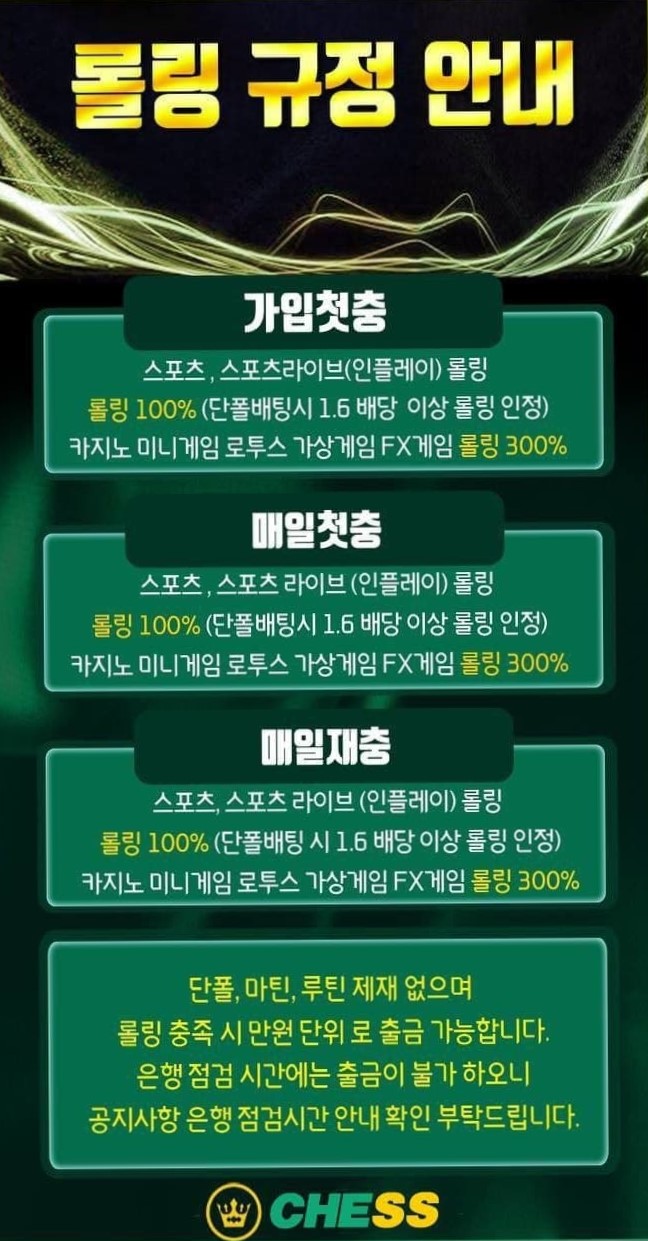 롤링 규정 안내
가입첫충
스포츠 , 스포츠라이브(인플레이) 롤링
롤링 100% (단폴배팅시 1.6 배당 이상 롤링 인정)
카지노 미니게임 로투스 가상게임 FX게임 롤링 300%
매일첫충
스포츠 , 스포츠 라이브 (인플레이) 롤링
롤링 100% (단폴배팅시 1.6 배당 이상 롤링 인정)
카지노 미니게임 로투스 가상게임 FX게임 롤링 300%
매일재충
스포츠, 스포츠 라이브 (인플레이) 롤링
롤링 100% (단폴배팅 시 1.6 배당 이상 롤링 인정)
카지노 미니게임 로투스 가상게임 FX게임 롤링 300%
단폴, 마틴, 루틴 제재 없으며
롤링 충족 시 만원 단위 로 출금 가능합니다.
은행 점검 시간에는 출금이 불가 하오니
공지사항 은행 점검시간 안내 확인 부탁드립니다.
CHESS